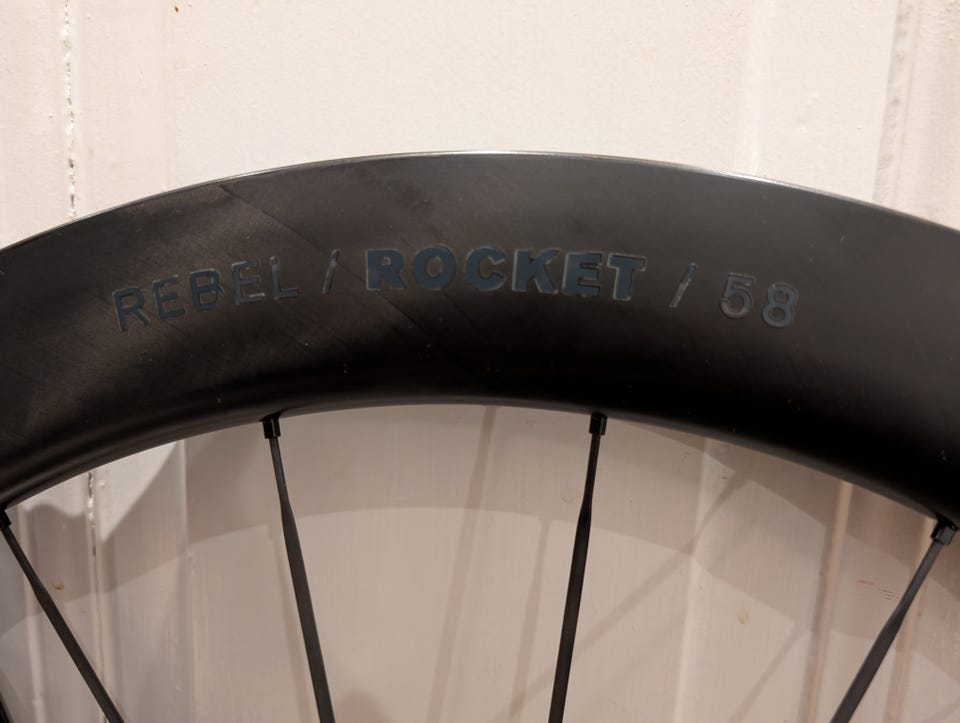 REBEL / ROCKET / 58